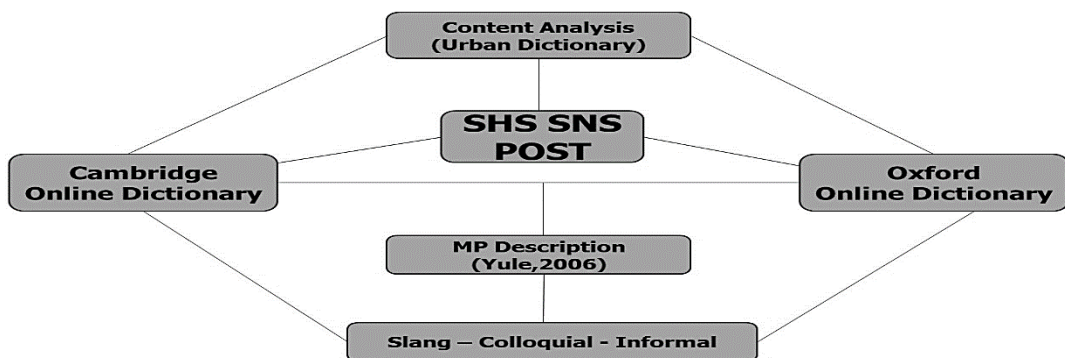 Content Analysis
(Urban Dictionary)
SHS SNS
POST
Cambridge
Online Dictionary
Oxford
Online Dictionary
MP Description
(Yule,2006)
Slang – Colloquial - Informal